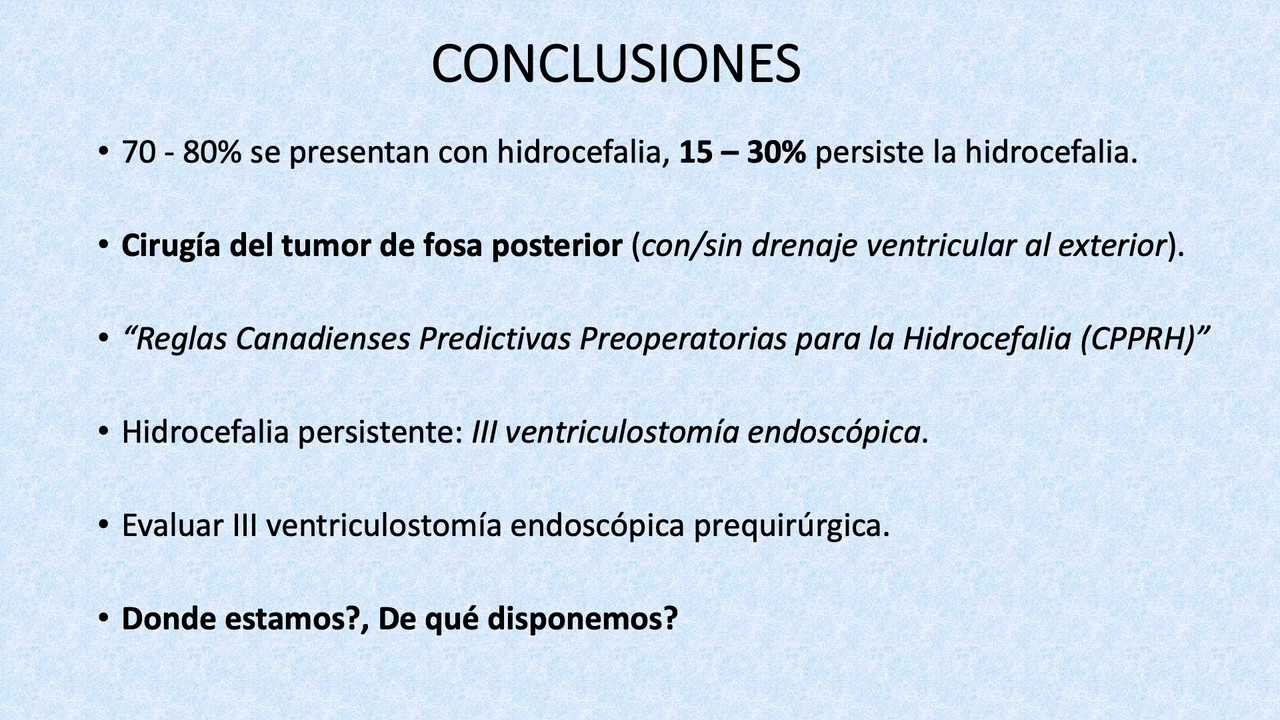 CONCLUSIONES
• 70 - 80% se presentan con hidrocefalia, 15 – 30% persiste la hidrocefalia.
• Cirugía del tumor de fosa posterior (con/sin drenaje ventricular al exterior).
• “Reglas Canadienses Predictivas Preoperatorias para la Hidrocefalia (CPPRH)”
• Hidrocefalia persistente: III ventriculostomía endoscópica.
• Evaluar III ventriculostomía endoscópica prequirúrgica.
• Donde estamos?, De qué disponemos?